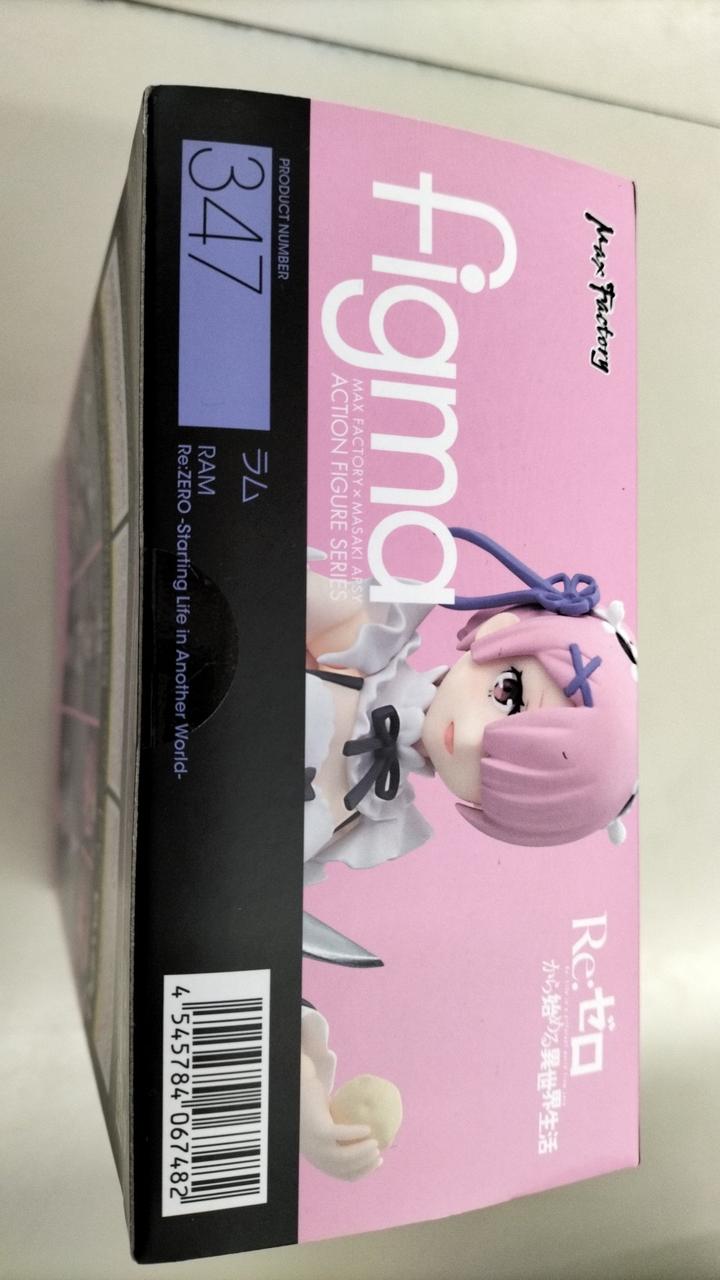 Max Factory
figma
MAX FACTORY × MASAKI APSY
ACTION FIGURE SERIES
Re:ゼロ
から始める異世界生活
PRODUCT NUMBER
347
ラム
RAM
Re:ZERO -Starting Life in Another World-
4 545784 067482